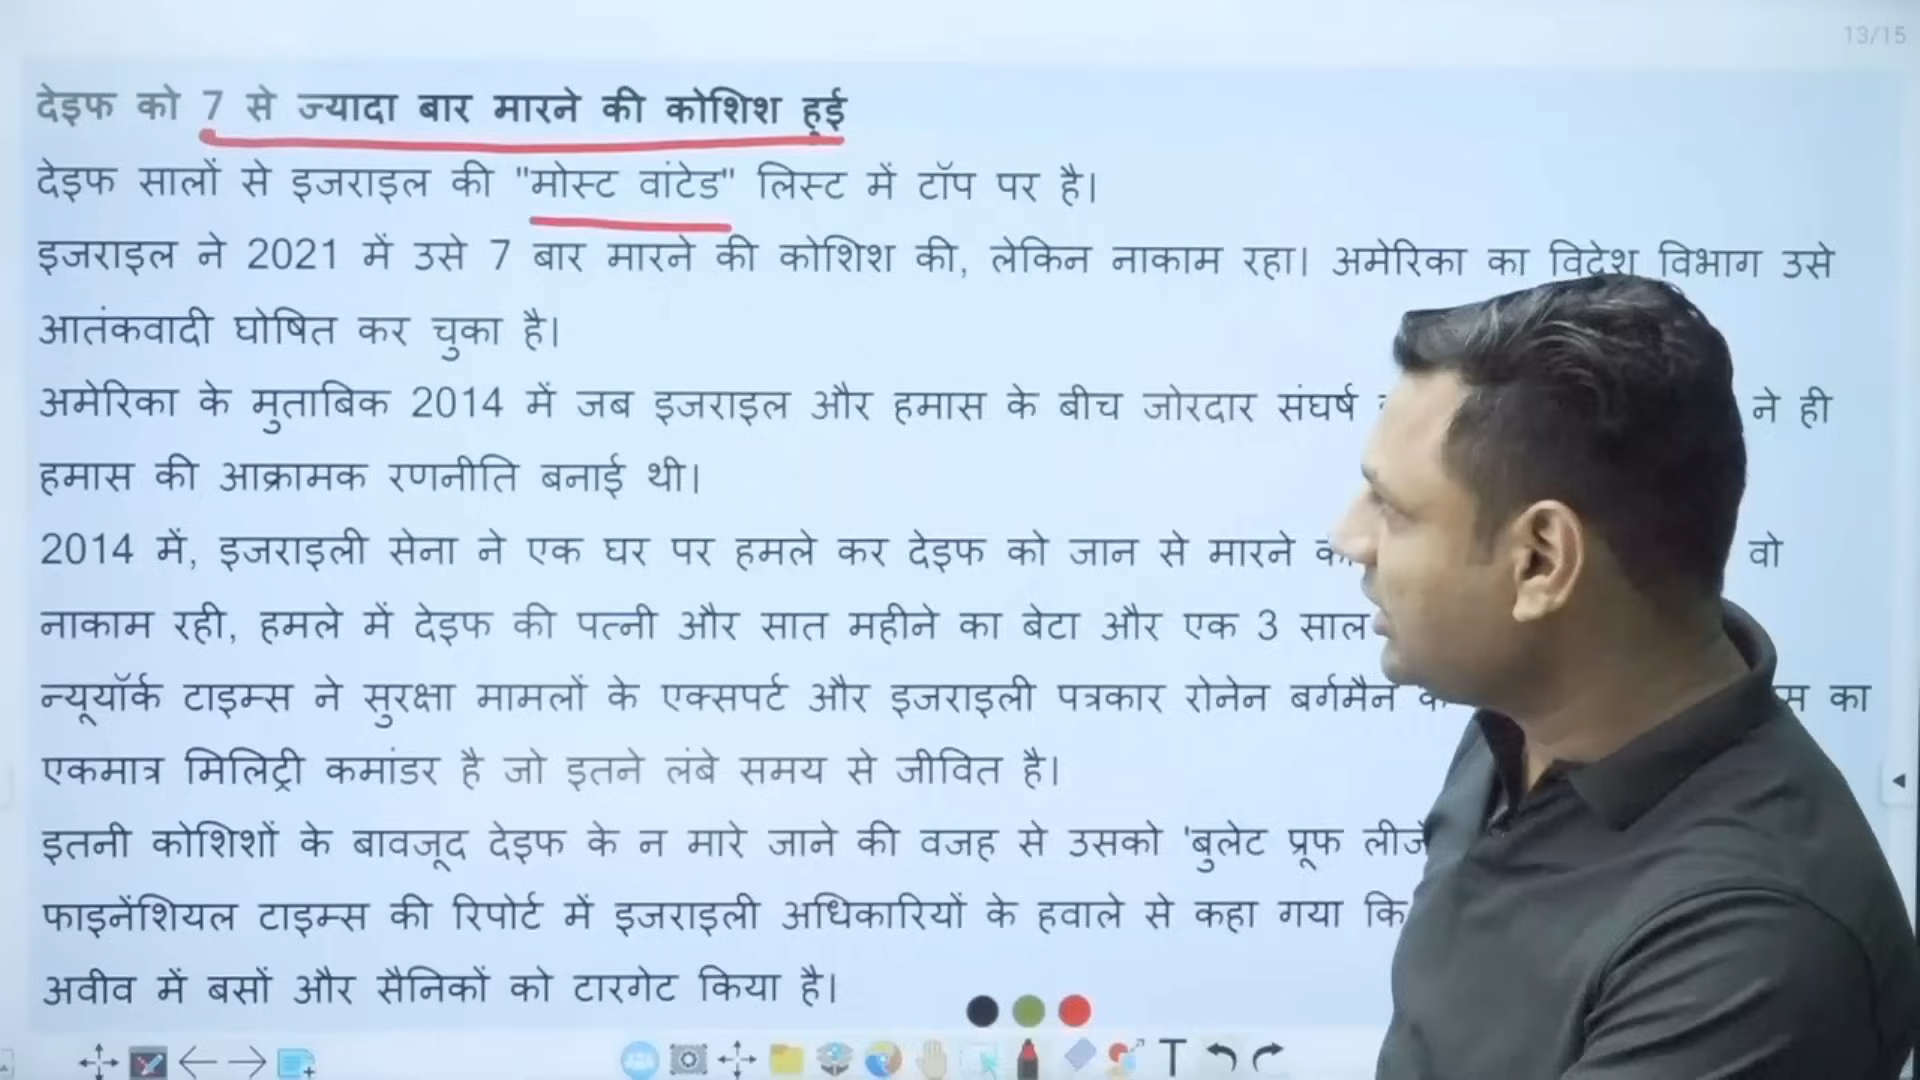 13/15
देइफ को 7 से ज्यादा बार मारने की कोशिश हुई
देइफ सालों से इजराइल की "मोस्ट वांटेड" लिस्ट में टॉप पर है।
इजराइल ने 2021 में उसे 7 बार मारने की कोशिश की, लेकिन नाकाम रहा। अमेरिका का विदेश विभाग उसे
आतंकवादी घोषित कर चुका है।
अमेरिका के मुताबिक 2014 में जब इजराइल और हमास के बीच जोरदार संघर्ष ने ही
हमास की आक्रामक रणनीति बनाई थी।
2014 में, इजराइली सेना ने एक घर पर हमले कर देइफ को जान से मारने वो
नाकाम रही, हमले में देइफ की पत्नी और सात महीने का बेटा और एक 3 साल
न्यूयॉर्क टाइम्स ने सुरक्षा मामलों के एक्सपर्ट और इजराइली पत्रकार रोनेन बर्गमैन का
एकमात्र मिलिट्री कमांडर है जो इतने लंबे समय से जीवित है।
इतनी कोशिशों के बावजूद देइफ के न मारे जाने की वजह से उसको 'बुलेट प्रूफ
फाइनेंशियल टाइम्स की रिपोर्ट में इजराइली अधिकारियों के हवाले से कहा गया कि
अवीव में बसों और सैनिकों को टारगेट किया है।
T